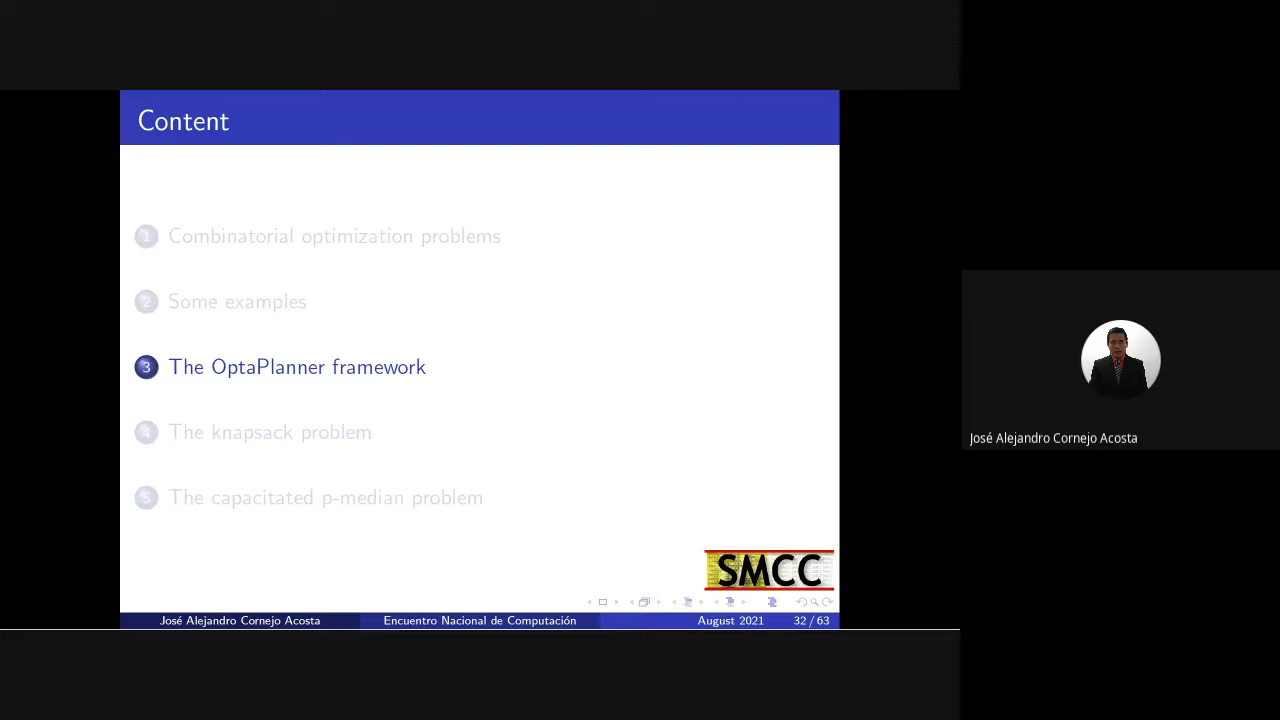 Content
1 Combinatorial optimization problems
2 Some examples
3 The OptaPlanner framework
4 The knapsack problem
5 The capacitated p-median problem
SMCC
José Alejandro Cornejo Acosta Encuentro Nacional de Computación August 2021 32 / 63
José Alejandro Cornejo Acosta